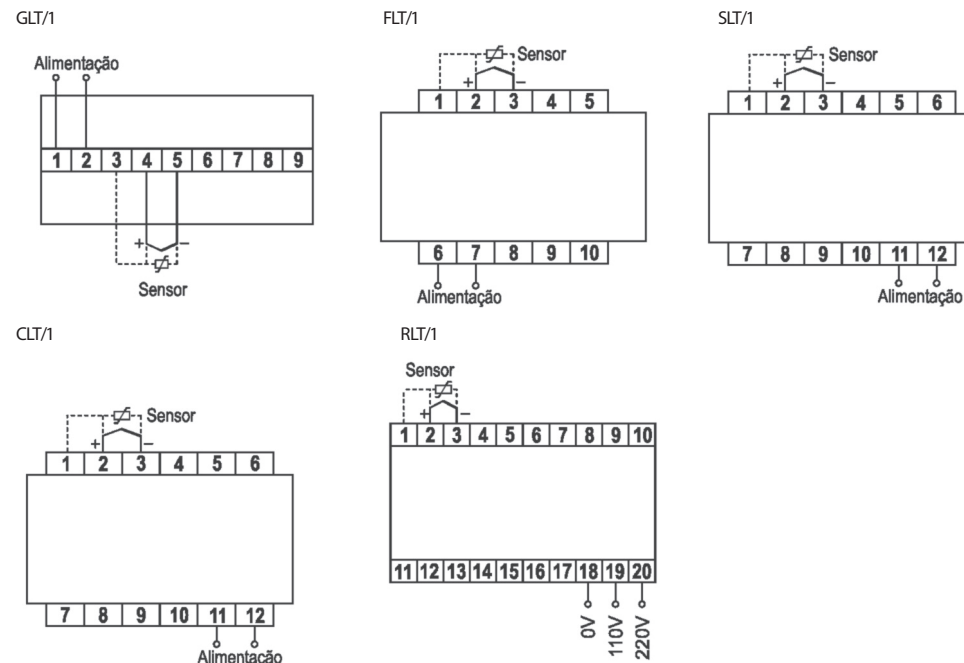 GLT/1
Alimentação
1 2 3 4 5 6 7 8 9
+ −
Sensor
FLT/1
Sensor
+ −
1 2 3 4 5
6 7 8 9 10
Alimentação
SLT/1
Sensor
+ −
1 2 3 4 5 6
7 8 9 10 11 12
Alimentação
CLT/1
Sensor
+ −
1 2 3 4 5 6
7 8 9 10 11 12
Alimentação
RLT/1
Sensor
+ −
1 2 3 4 5 6 7 8 9 10
11 12 13 14 15 16 17 18 19 20
0V
110V
220V